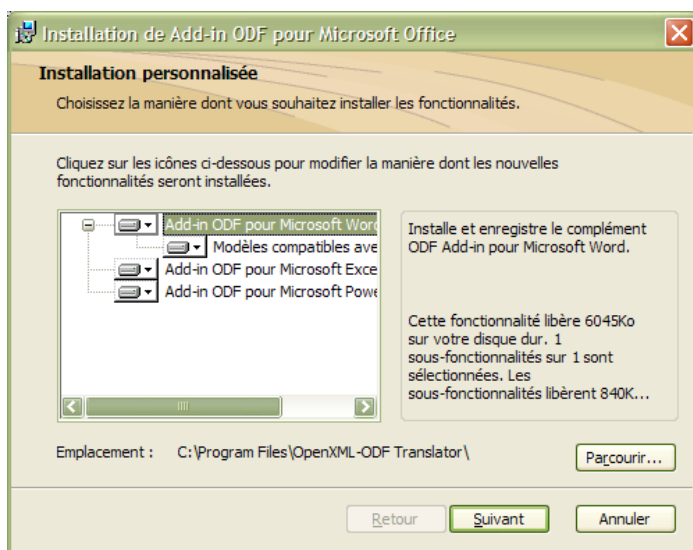 Installation de Add-in ODF pour Microsoft Office
Installation personnalisée
Choisissez la manière dont vous souhaitez installer les fonctionnalités.
Cliquez sur les icônes ci-dessous pour modifier la manière dont les nouvelles
fonctionnalités seront installées.
Add-in ODF pour Microsoft Word
Modèles compatibles ave
Add-in ODF pour Microsoft Exce
Add-in ODF pour Microsoft Powe
Installe et enregistre le complément
ODF Add-in pour Microsoft Word.
Cette fonctionnalité libère 6045Ko
sur votre disque dur. 1
sous-fonctionnalités sur 1 sont
sélectionnées. Les
sous-fonctionnalités libèrent 840K...
Emplacement : C:\Program Files\OpenXML-ODF Translator\
Parcourir...
Retour
Suivant
Annuler